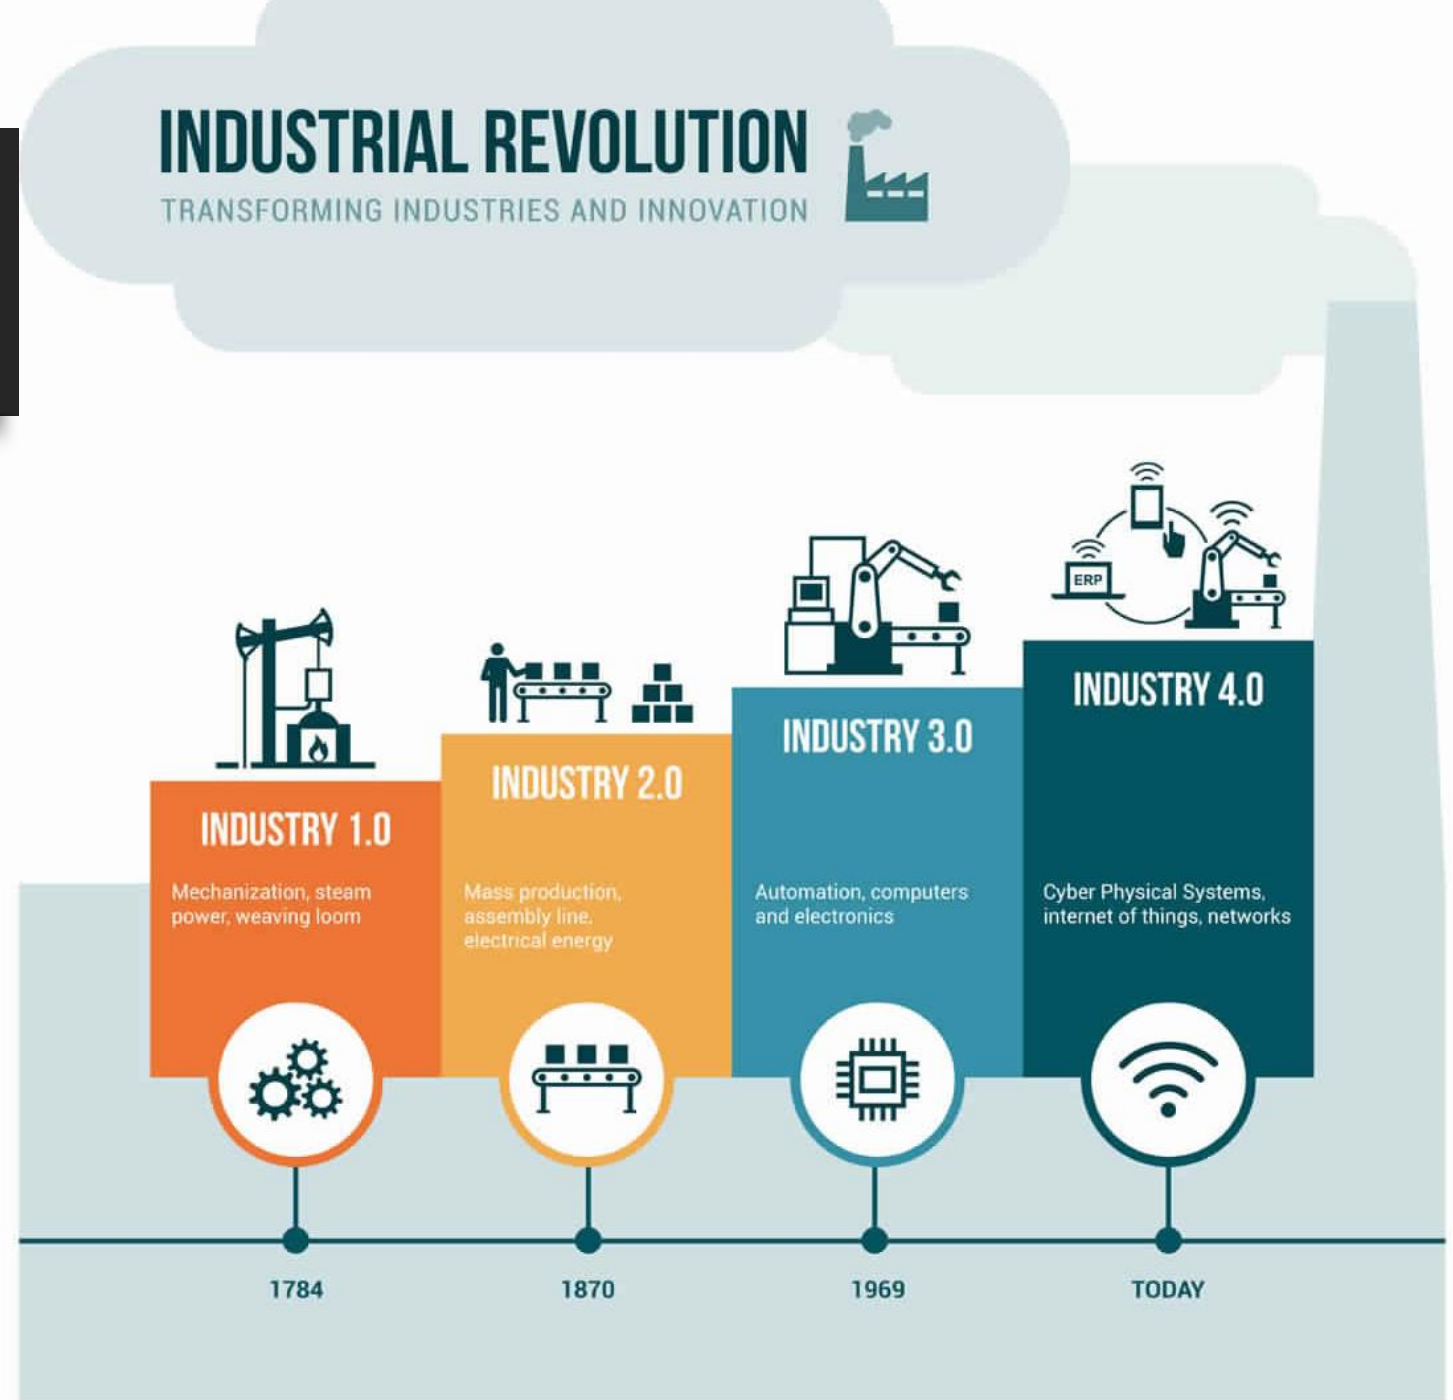 INDUSTRIAL REVOLUTION
TRANSFORMING INDUSTRIES AND INNOVATION
ERP
INDUSTRY 1.0
Mechanization, steam
power, weaving loom
INDUSTRY 2.0
Mass production,
assembly line,
electrical energy
INDUSTRY 3.0
Automation, computers
and electronics
INDUSTRY 4.0
Cyber Physical Systems,
internet of things, networks
1784
1870
1969
TODAY